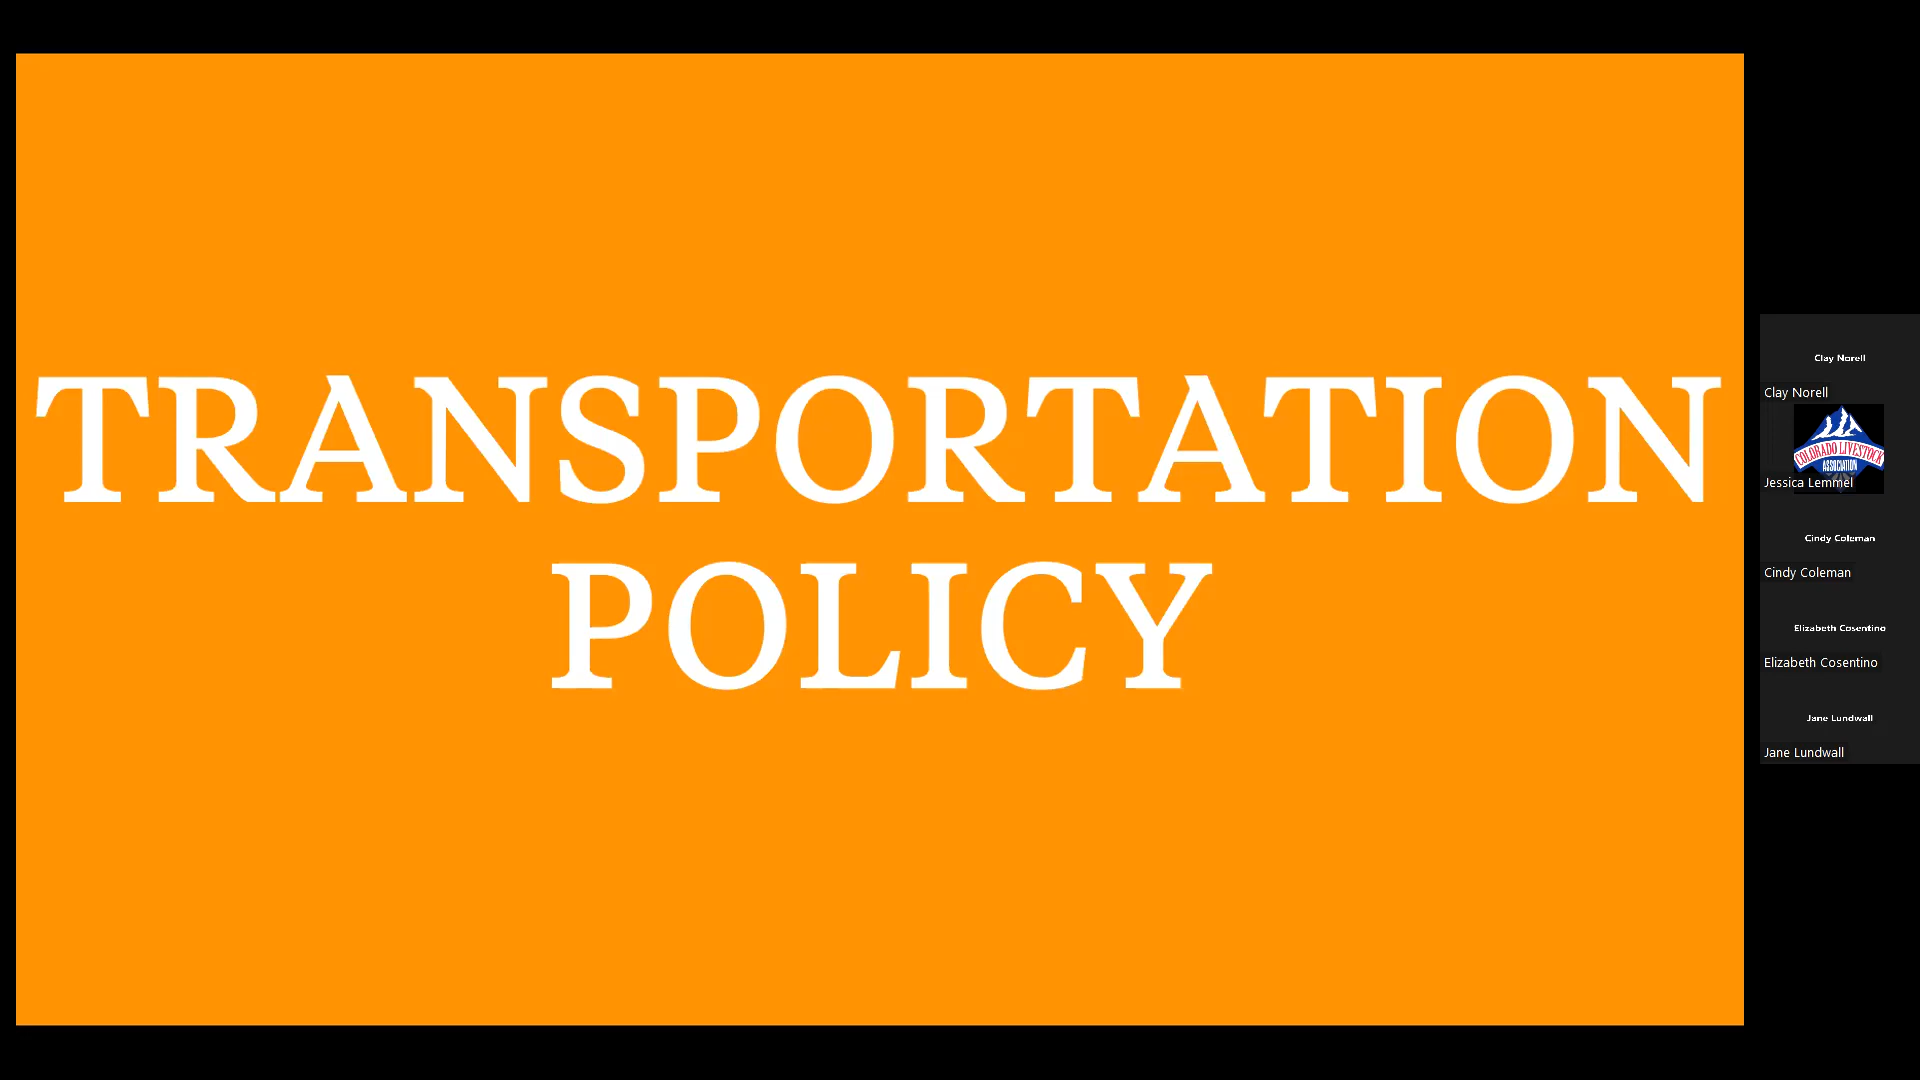 TRANSPORTATION
POLICY
Clay Norell
Clay Norell
COLORADO LIVESTOCK
ASSOCIATION
Jessica Lemmel
Cindy Coleman
Cindy Coleman
Elizabeth Cosentino
Elizabeth Cosentino
Jane Lundwall
Jane Lundwall